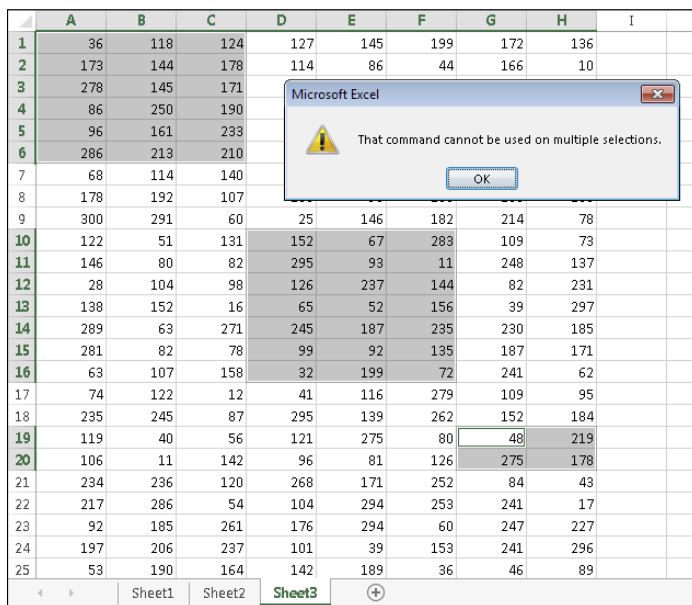 A B C D E F G H I
1 36 118 124 127 145 199 172 136
2 173 144 178 114 86 44 166 10
3 278 145 171
Microsoft Excel
4 86 250 190
5 96 161 233
That command cannot be used on multiple selections.
6 286 213 210
7 68 114 140
OK
8 178 192 107
9 300 291 60 25 146 182 214 78
10 122 51 131 152 67 283 109 73
11 146 80 82 295 93 11 248 137
12 28 104 98 126 237 144 82 231
13 138 152 16 65 52 156 39 297
14 289 63 271 245 187 235 230 185
15 281 82 78 99 92 135 187 171
16 63 107 158 32 199 72 241 62
17 74 122 12 41 116 279 109 95
18 235 245 87 295 139 262 152 184
19 119 40 56 121 275 80 48 219
20 106 11 142 96 81 126 275 178
21 234 236 120 268 171 252 84 43
22 217 286 54 104 294 253 241 17
23 92 185 261 176 294 60 247 227
24 197 206 237 101 39 153 241 296
25 53 190 164 142 189 36 46 89
Sheet1 Sheet2 Sheet3